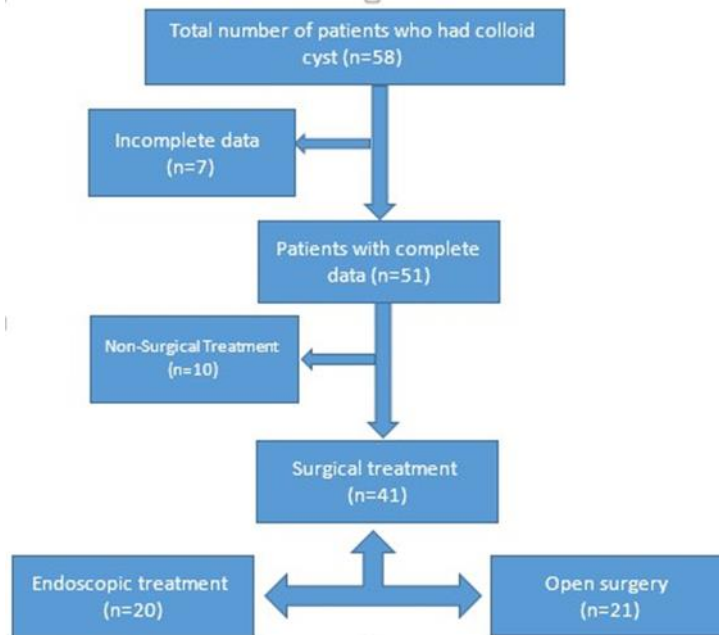 Total number of patients who had colloid
cyst (n=58)
Incomplete data
(n=7)
Patients with complete
data (n=51)
Non-Surgical Treatment
(n=10)
Surgical treatment
(n=41)
Endoscopic treatment
(n=20)
Open surgery
(n=21)